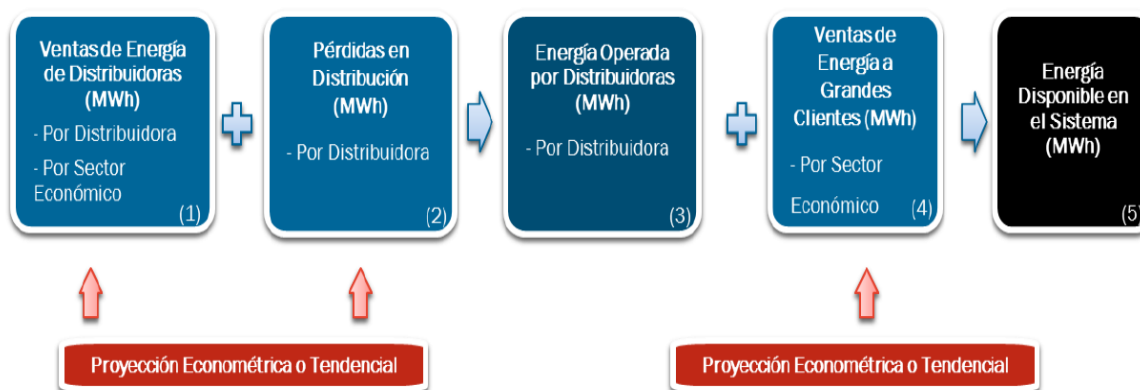 Ventas de Energía
de Distribuidoras
(MWh)
- Por Distribuidora
- Por Sector
Económico
(1)
Pérdidas en
Distribución
(MWh)
- Por Distribuidora
(2)
Energía Operada
por Distribuidoras
(MWh)
- Por Distribuidora
(3)
Ventas de
Energía a
Grandes
Clientes (MWh)
- Por Sector
Económico
(4)
Energía
Disponible en
el Sistema
(MWh)
(5)
Proyección Econométrica o Tendencial
Proyección Econométrica o Tendencial